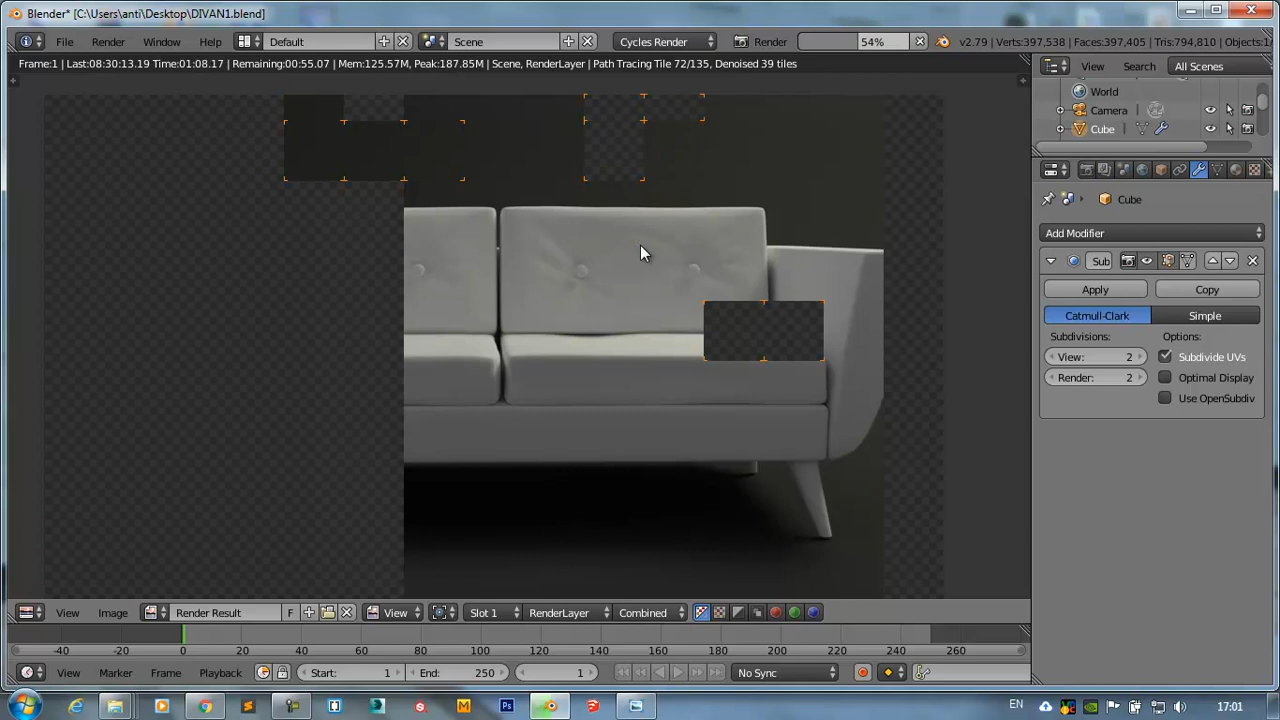 Blender* [C:\Users\anti\Desktop\DIVAN1.blend]
File Render Window Help Default Scene Cycles Render Render 54% v2.79 | Verts:397,538 | Faces:397,405 | Tris:794,810 | Objects:1/
Frame:1 | Last:08:30:13.19 Time:01:08.17 | Remaining:00:55.07 | Mem:125.57M, Peak:187.85M | Scene, RenderLayer | Path Tracing Tile 72/135, Denoised 39 tiles
View Search All Scenes
World
Camera
Cube
Cube
Add Modifier
Sub
Apply Copy
Catmull-Clark Simple
Subdivisions: Options:
View: 2 Subdivide UVs
Render: 2 Optimal Display
Use OpenSubdiv
View Image Render Result F View Slot 1 RenderLayer Combined
-40 -20 0 20 40 60 80 100 120 140 160 180 200 220 240 260
View Marker Frame Playback Start: 1 End: 250 1 No Sync
EN 17:01